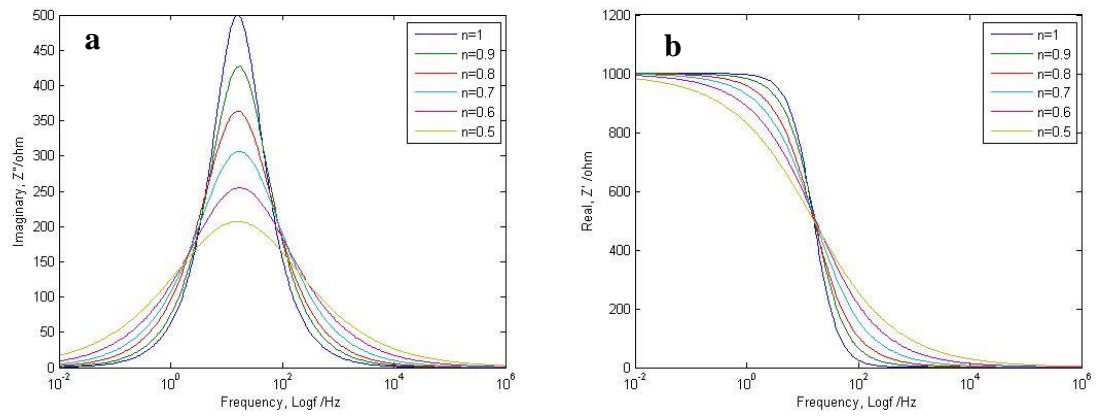 a
500
450
400
350
300
250
200
150
100
50
0
Imaginary, Z"/ohm
10^-2 10^0 10^2 10^4 10^6
Frequency, Logf /Hz
n=1
n=0.9
n=0.8
n=0.7
n=0.6
n=0.5
b
1200
1000
800
600
400
200
0
Real, Z' /ohm
10^-2 10^0 10^2 10^4 10^6
Frequency, Logf /Hz
n=1
n=0.9
n=0.8
n=0.7
n=0.6
n=0.5